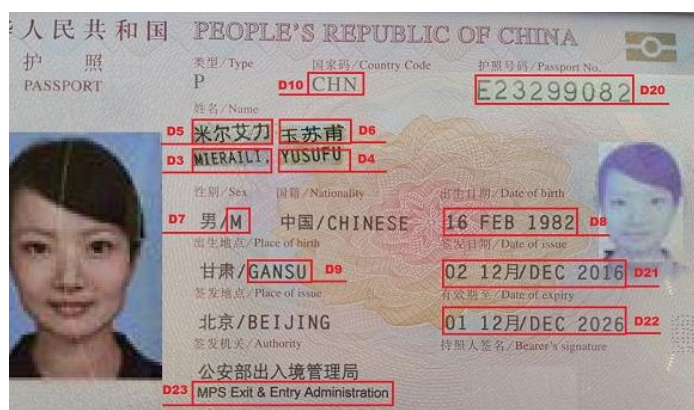 人民共和国 PEOPLE'S REPUBLIC OF CHINA
护 照 类型/Type 国家码/Country Code 护照号码/Passport No.
PASSPORT P D10 CHN E23299082 D20
姓名/Name
D5 米尔艾力 玉苏甫 D6
D3 MIERAILI, YUSUFU D4
性别/Sex 国籍/Nationality 出生日期/Date of birth
D7 男/M 中国/CHINESE 16 FEB 1982 D8
出生地点/Place of birth 签发日期/Date of issue
甘肃/GANSU D9 02 12月/DEC 2016 D21
签发地点/Place of issue 有效期至/Date of expiry
北京/BEIJING 01 12月/DEC 2026 D22
签发机关/Authority 持照人签名/Bearer's signature
公安部出入境管理局
D23 MPS Exit & Entry Administration